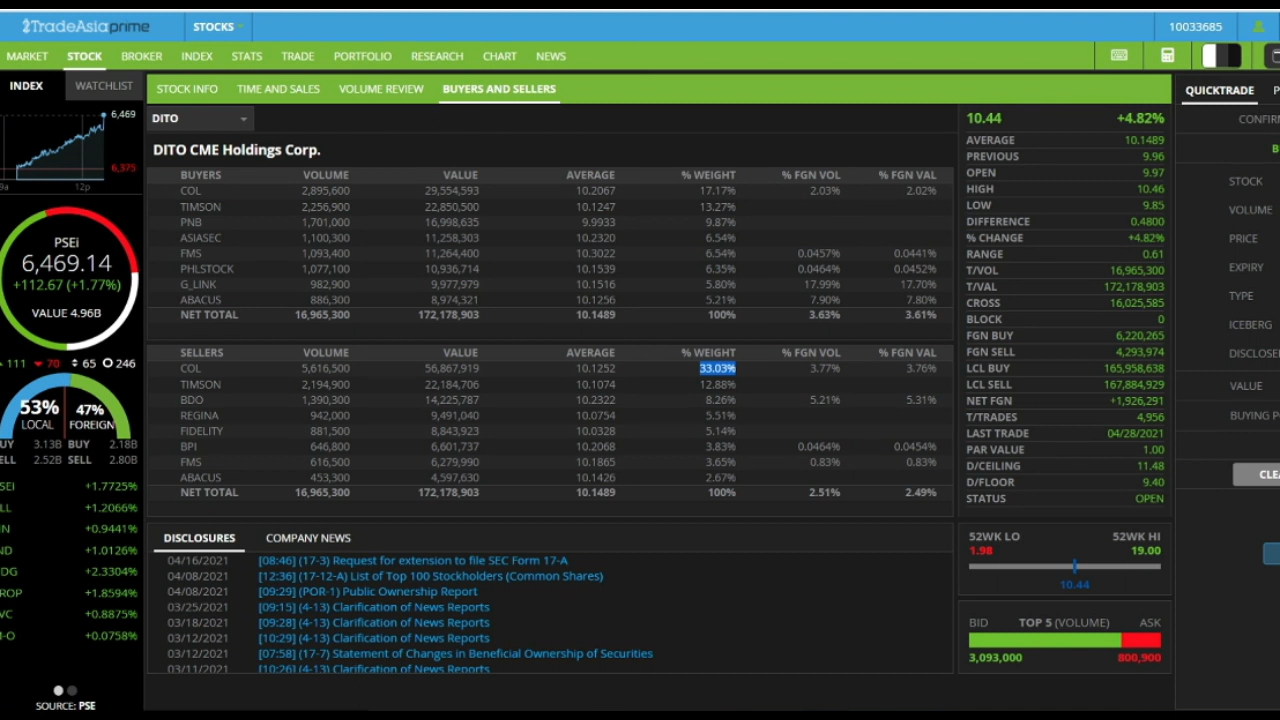 2TradeAsiaprime STOCKS 10033685
MARKET STOCK BROKER INDEX STATS TRADE PORTFOLIO RESEARCH CHART NEWS
INDEX WATCHLIST
6,469
6,375
9a 12p
PSEi
6,469.14
+112.67 (+1.77%)
VALUE 4.96B
111 70 65 246
53% LOCAL 47% FOREIGN
UY 3.13B BUY 2.18B
ELL 2.52B SELL 2.80B
SEI +1.7725%
LL +1.2066%
IN +0.9441%
ND +1.0126%
DG +2.3304%
ROP +1.8594%
VC +0.8875%
M-O +0.0758%
SOURCE: PSE
STOCK INFO TIME AND SALES VOLUME REVIEW BUYERS AND SELLERS
DITO
DITO CME Holdings Corp.
BUYERS VOLUME VALUE AVERAGE % WEIGHT % FGN VOL % FGN VAL
COL 2,895,600 29,554,593 10.2067 17.17% 2.03% 2.02%
TIMSON 2,256,900 22,850,500 10.1247 13.27%
PNB 1,701,000 16,998,635 9.9933 9.87%
ASIASEC 1,100,300 11,258,303 10.2320 6.54%
FMS 1,093,400 11,264,400 10.3022 6.54% 0.0457% 0.0441%
PHLSTOCK 1,077,100 10,936,714 10.1539 6.35% 0.0464% 0.0452%
G_LINK 982,900 9,977,979 10.1516 5.80% 17.99% 17.70%
ABACUS 886,300 8,974,321 10.1256 5.21% 7.90% 7.80%
NET TOTAL 16,965,300 172,178,903 10.1489 100% 3.63% 3.61%
SELLERS VOLUME VALUE AVERAGE % WEIGHT % FGN VOL % FGN VAL
COL 5,616,500 56,867,919 10.1252 33.03% 3.77% 3.76%
TIMSON 2,194,900 22,184,706 10.1074 12.88%
BDO 1,390,300 14,225,787 10.2322 8.26% 5.21% 5.31%
REGINA 942,000 9,491,040 10.0754 5.51%
FIDELITY 881,500 8,843,923 10.0328 5.14%
BPI 646,800 6,601,737 10.2068 3.83% 0.0464% 0.0454%
FMS 616,500 6,279,990 10.1865 3.65% 0.83% 0.83%
ABACUS 453,300 4,597,630 10.1426 2.67%
NET TOTAL 16,965,300 172,178,903 10.1489 100% 2.51% 2.49%
DISCLOSURES COMPANY NEWS
04/16/2021 [08:46] (17-3) Request for extension to file SEC Form 17-A
04/08/2021 [12:36] (17-12-A) List of Top 100 Stockholders (Common Shares)
04/08/2021 [09:29] (POR-1) Public Ownership Report
03/25/2021 [09:15] (4-13) Clarification of News Reports
03/18/2021 [09:28] (4-13) Clarification of News Reports
03/12/2021 [10:29] (4-13) Clarification of News Reports
03/12/2021 [07:58] (17-7) Statement of Changes in Beneficial Ownership of Securities
03/11/2021 [10:26] (4-13) Clarification of News Reports
10.44 +4.82%
AVERAGE 10.1489
PREVIOUS 9.96
OPEN 9.97
HIGH 10.46
LOW 9.85
DIFFERENCE 0.4800
% CHANGE +4.82%
RANGE 0.61
T/VOL 16,965,300
T/VAL 172,178,903
CROSS 16,025,585
BLOCK 0
FGN BUY 6,220,265
FGN SELL 4,293,974
LCL BUY 165,958,638
LCL SELL 167,884,929
NET FGN +1,926,291
T/TRADES 4,956
LAST TRADE 04/28/2021
PAR VALUE 1.00
D/CEILING 11.48
D/FLOOR 9.40
STATUS OPEN
52WK LO 52WK HI
1.98 19.00
10.44
BID TOP 5 (VOLUME) ASK
3,093,000 800,900
QUICKTRADE P
CONFIRM
B
STOCK
VOLUME
PRICE
EXPIRY
TYPE
ICEBERG
DISCLOSE
VALUE
BUYING P
CLEA